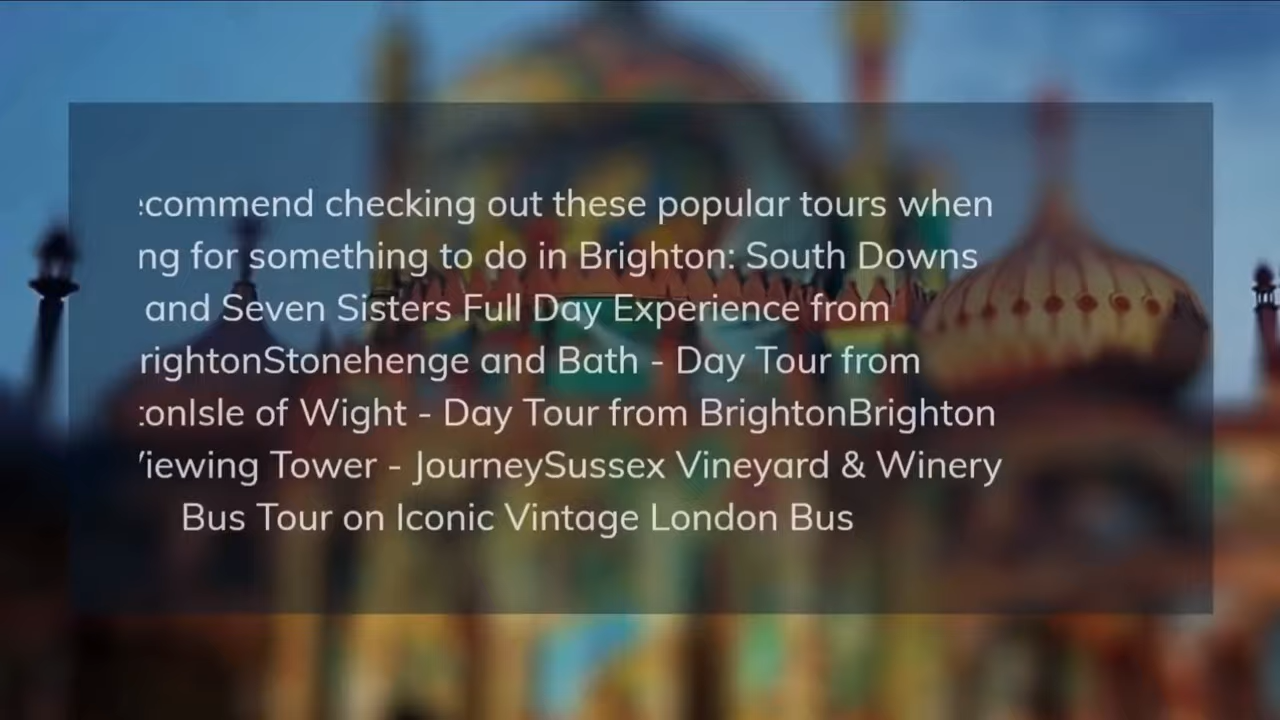 commend checking out these popular tours when
ng for something to do in Brighton: South Downs
and Seven Sisters Full Day Experience from
rightonStonehenge and Bath - Day Tour from
onIsle of Wight - Day Tour from BrightonBrighton
iewing Tower - JourneySussex Vineyard & Winery
Bus Tour on Iconic Vintage London Bus